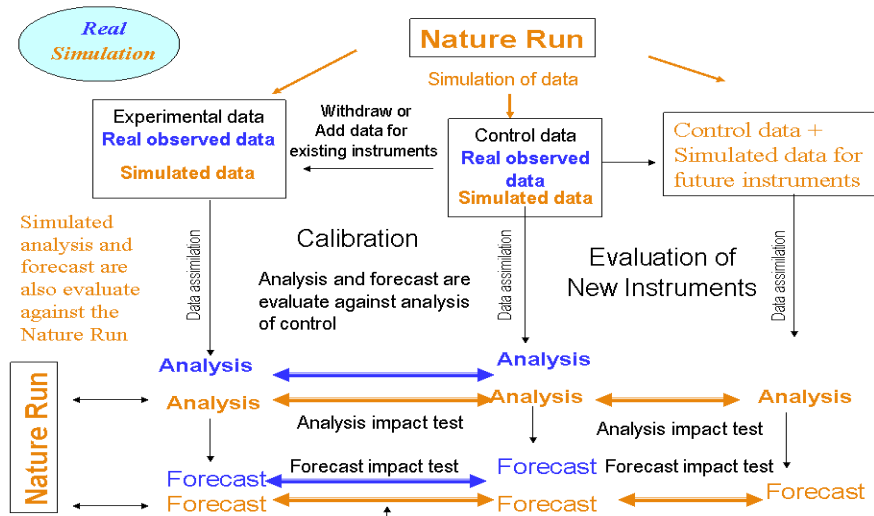 Real
Simulation
Nature Run
Simulation of data
Experimental data
Real observed data
Simulated data
Withdraw or
Add data for
existing instruments
Control data
Real observed
data
Simulated data
Control data +
Simulated data for
future instruments
Simulated
analysis and
forecast are
also evaluate
against the
Nature Run
Data assimilation
Calibration
Analysis and forecast are
evaluate against analysis
of control
Data assimilation
Evaluation of
New Instruments
Data assimilation
Nature Run
Analysis
Analysis
Analysis
Analysis
Analysis
Analysis impact test
Analysis impact test
Forecast
Forecast impact test
Forecast
Forecast impact test
Forecast
Forecast
Forecast